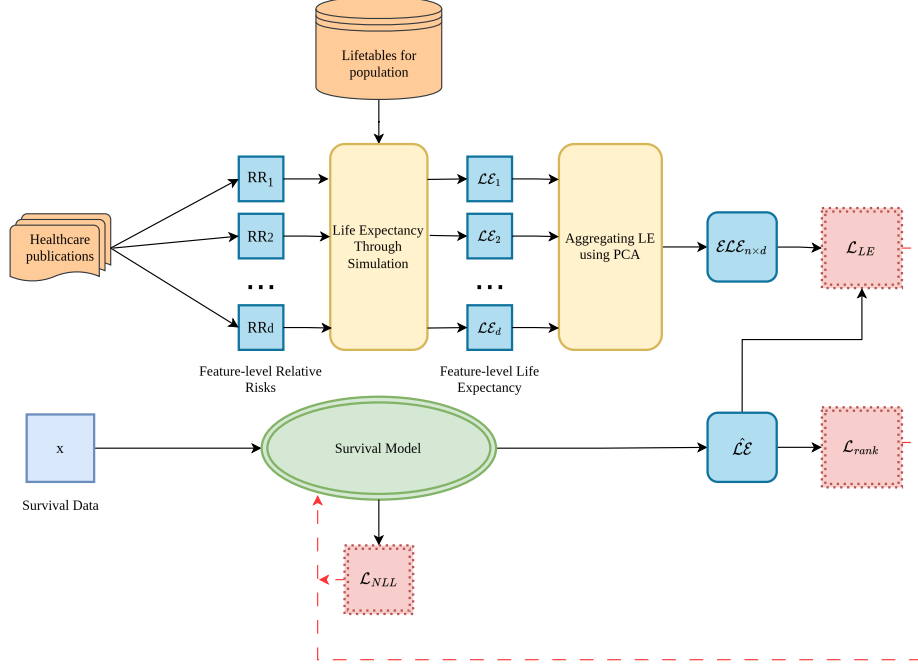 Lifetables for
population
Healthcare
publications
RR1
RR2
...
RRd
Feature-level Relative
Risks
Life Expectancy
Through
Simulation
ℒℰ1
ℒℰ2
...
ℒℰd
Feature-level Life
Expectancy
Aggregating LE
using PCA
ℰℒℰn×d
ℒLE
x
Survival Data
Survival Model
ℒ̂ℰ
ℒrank
ℒNLL